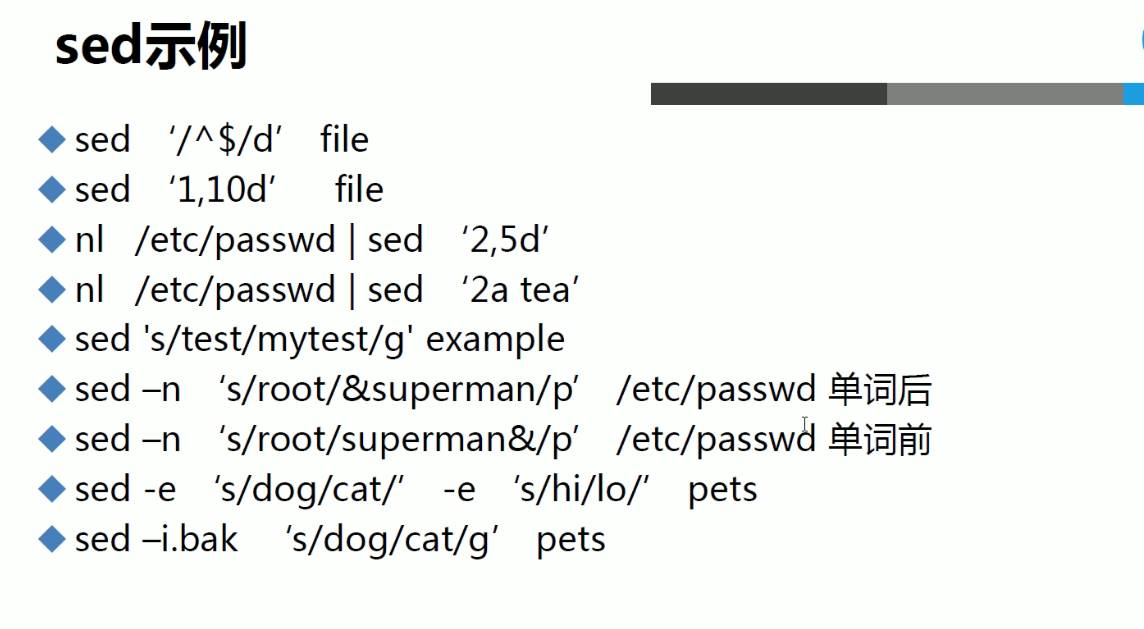 sed示例
sed ‘/^$/d’ file
sed ‘1,10d’ file
nl /etc/passwd | sed ‘2,5d’
nl /etc/passwd | sed ‘2a tea’
sed 's/test/mytest/g' example
sed –n ‘s/root/&superman/p’ /etc/passwd 单词后
sed –n ‘s/root/superman&/p’ /etc/passwd 单词前
sed -e ‘s/dog/cat/’ -e ‘s/hi/lo/’ pets
sed –i.bak ‘s/dog/cat/g’ pets